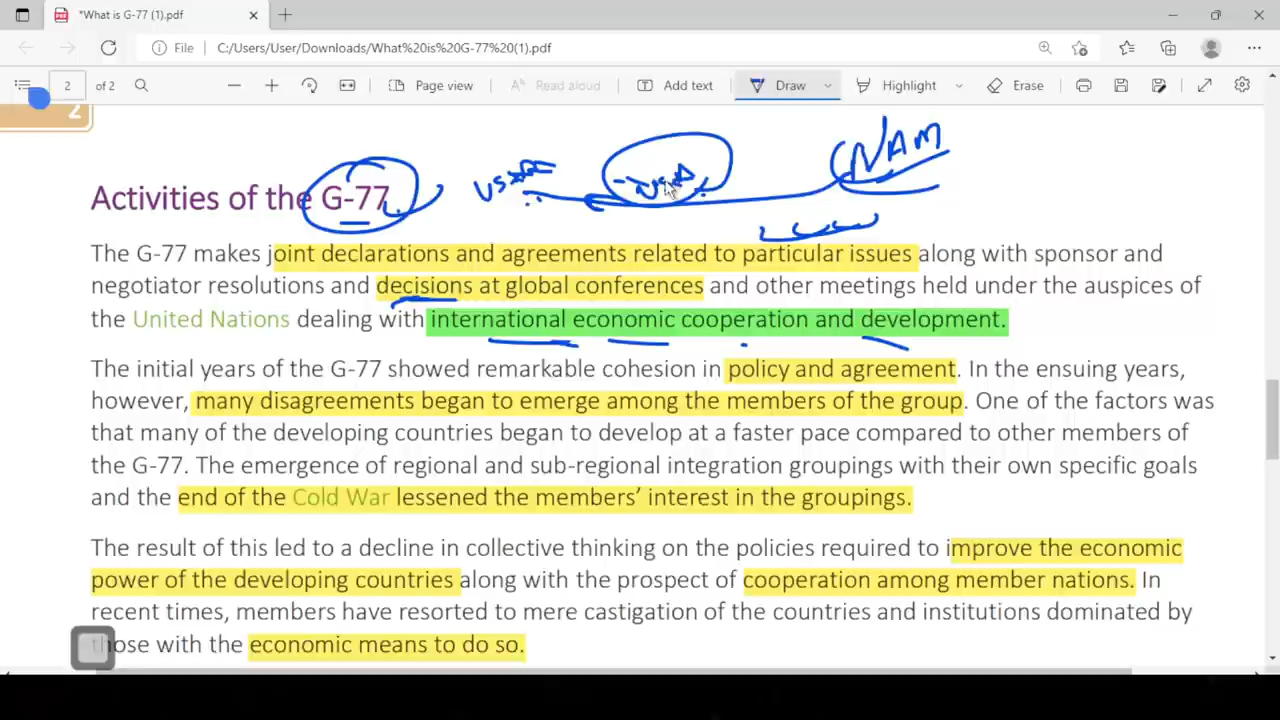 *What is G-77 (1).pdf
File C:/Users/User/Downloads/What%20is%20G-77%20(1).pdf
2 of 2 Page view Read aloud Add text Draw Highlight Erase
2
NAM
Activities of the G-77
The G-77 makes joint declarations and agreements related to particular issues along with sponsor and
negotiator resolutions and decisions at global conferences and other meetings held under the auspices of
the United Nations dealing with international economic cooperation and development.
The initial years of the G-77 showed remarkable cohesion in policy and agreement. In the ensuing years,
however, many disagreements began to emerge among the members of the group. One of the factors was
that many of the developing countries began to develop at a faster pace compared to other members of
the G-77. The emergence of regional and sub-regional integration groupings with their own specific goals
and the end of the Cold War lessened the members’ interest in the groupings.
The result of this led to a decline in collective thinking on the policies required to improve the economic
power of the developing countries along with the prospect of cooperation among member nations. In
recent times, members have resorted to mere castigation of the countries and institutions dominated by
those with the economic means to do so.